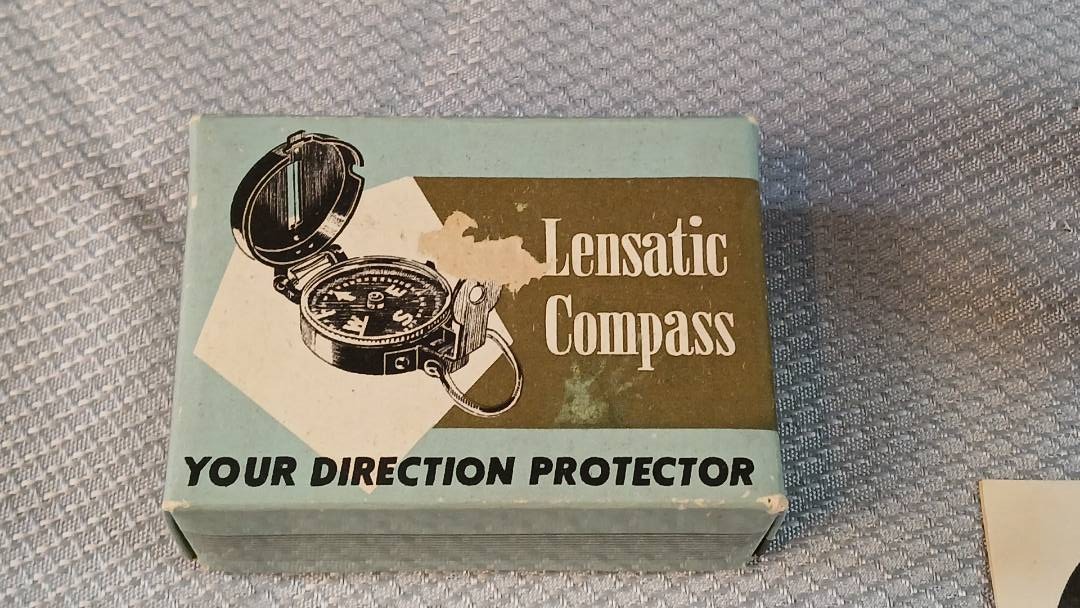 Lensatic
Compass
YOUR DIRECTION PROTECTOR